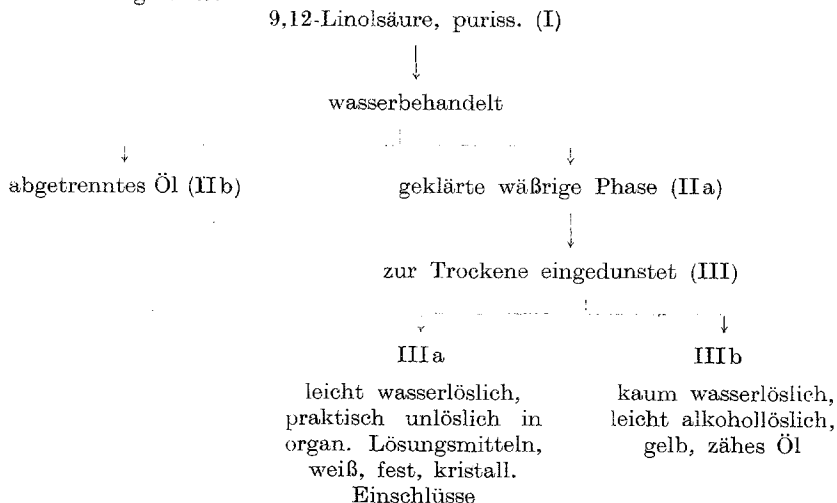 9,12-Linolsäure, puriss. (I)
wasserbehandelt
abgetrenntes Öl (IIb)
geklärte wäßrige Phase (IIa)
zur Trockene eingedunstet (III)
IIIa
leicht wasserlöslich,
praktisch unlöslich in
organ. Lösungsmitteln,
weiß, fest, kristall.
Einschlüsse
IIIb
kaum wasserlöslich,
leicht alkohollöslich,
gelb, zähes Öl